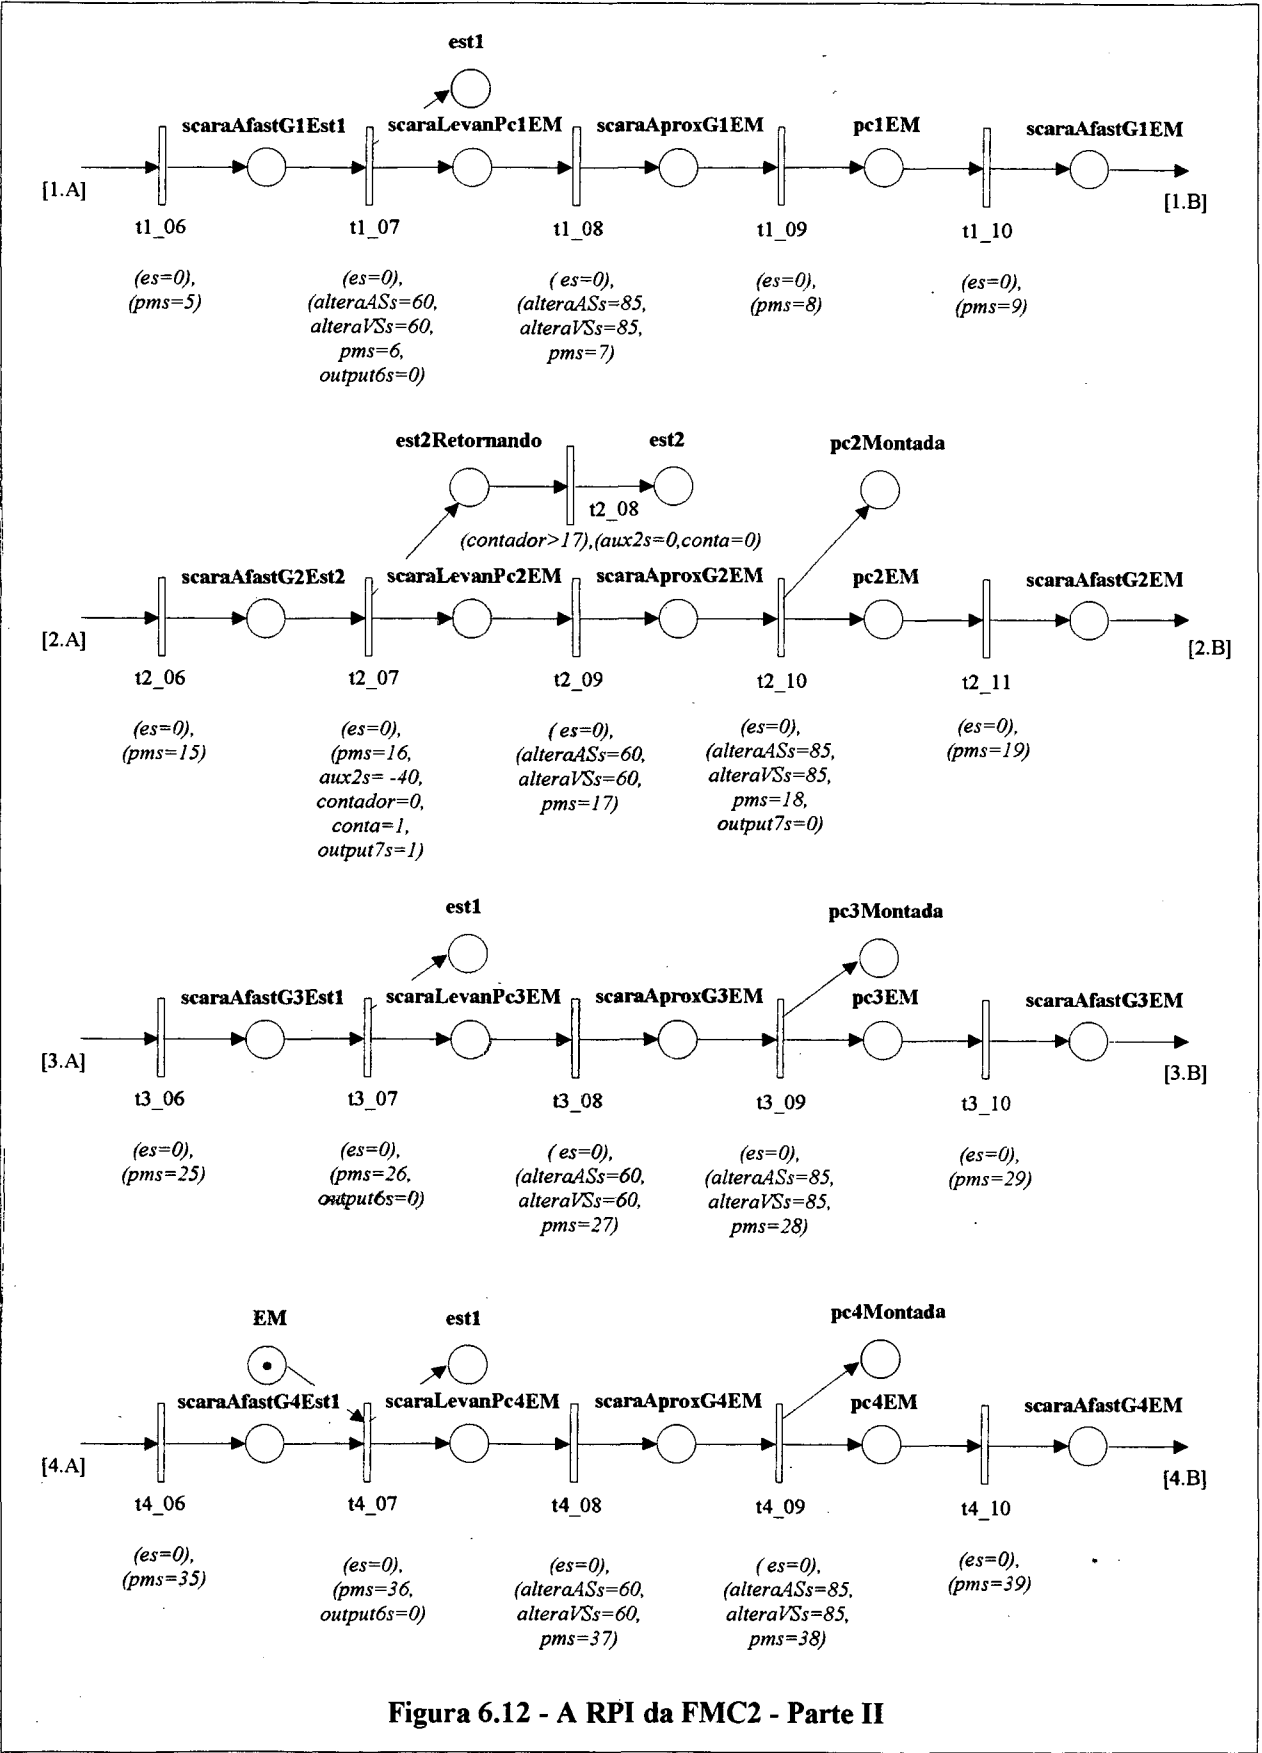 est1
scaraAfastG1Est1 scaraLevanPc1EM scaraAproxG1EM pc1EM scaraAfastG1EM
[1.A] [1.B]
t1_06 t1_07 t1_08 t1_09 t1_10
(es=0), (es=0), ( es=0), (es=0), (es=0),
(pms=5) (alteraASs=60, (alteraASs=85, (pms=8) (pms=9)
alteraVSs=60, alteraVSs=85,
pms=6, pms=7)
output6s=0)
est2Retornando est2 pc2Montada
t2_08
(contador>17),(aux2s=0,conta=0)
scaraAfastG2Est2 scaraLevanPc2EM scaraAproxG2EM pc2EM scaraAfastG2EM
[2.A] [2.B]
t2_06 t2_07 t2_09 t2_10 t2_11
(es=0), (es=0), ( es=0), (es=0), (es=0),
(pms=15) (pms=16, (alteraASs=60, (alteraASs=85, (pms=19)
aux2s= -40, alteraVSs=60, alteraVSs=85,
contador=0, pms=17) pms=18,
conta=1, output7s=0)
output7s=1)
est1 pc3Montada
scaraAfastG3Est1 scaraLevanPc3EM scaraAproxG3EM pc3EM scaraAfastG3EM
[3.A] [3.B]
t3_06 t3_07 t3_08 t3_09 t3_10
(es=0), (es=0), ( es=0), (es=0), (es=0),
(pms=25) (pms=26, (alteraASs=60, (alteraASs=85, (pms=29)
output6s=0) alteraVSs=60, alteraVSs=85,
pms=27) pms=28)
EM est1 pc4Montada
scaraAfastG4Est1 scaraLevanPc4EM scaraAproxG4EM pc4EM scaraAfastG4EM
[4.A] [4.B]
t4_06 t4_07 t4_08 t4_09 t4_10
(es=0), (es=0), (es=0), ( es=0), (es=0),
(pms=35) (pms=36, (alteraASs=60, (alteraASs=85, (pms=39)
output6s=0) alteraVSs=60, alteraVSs=85,
pms=37) pms=38)
Figura 6.12 - A RPI da FMC2 - Parte II